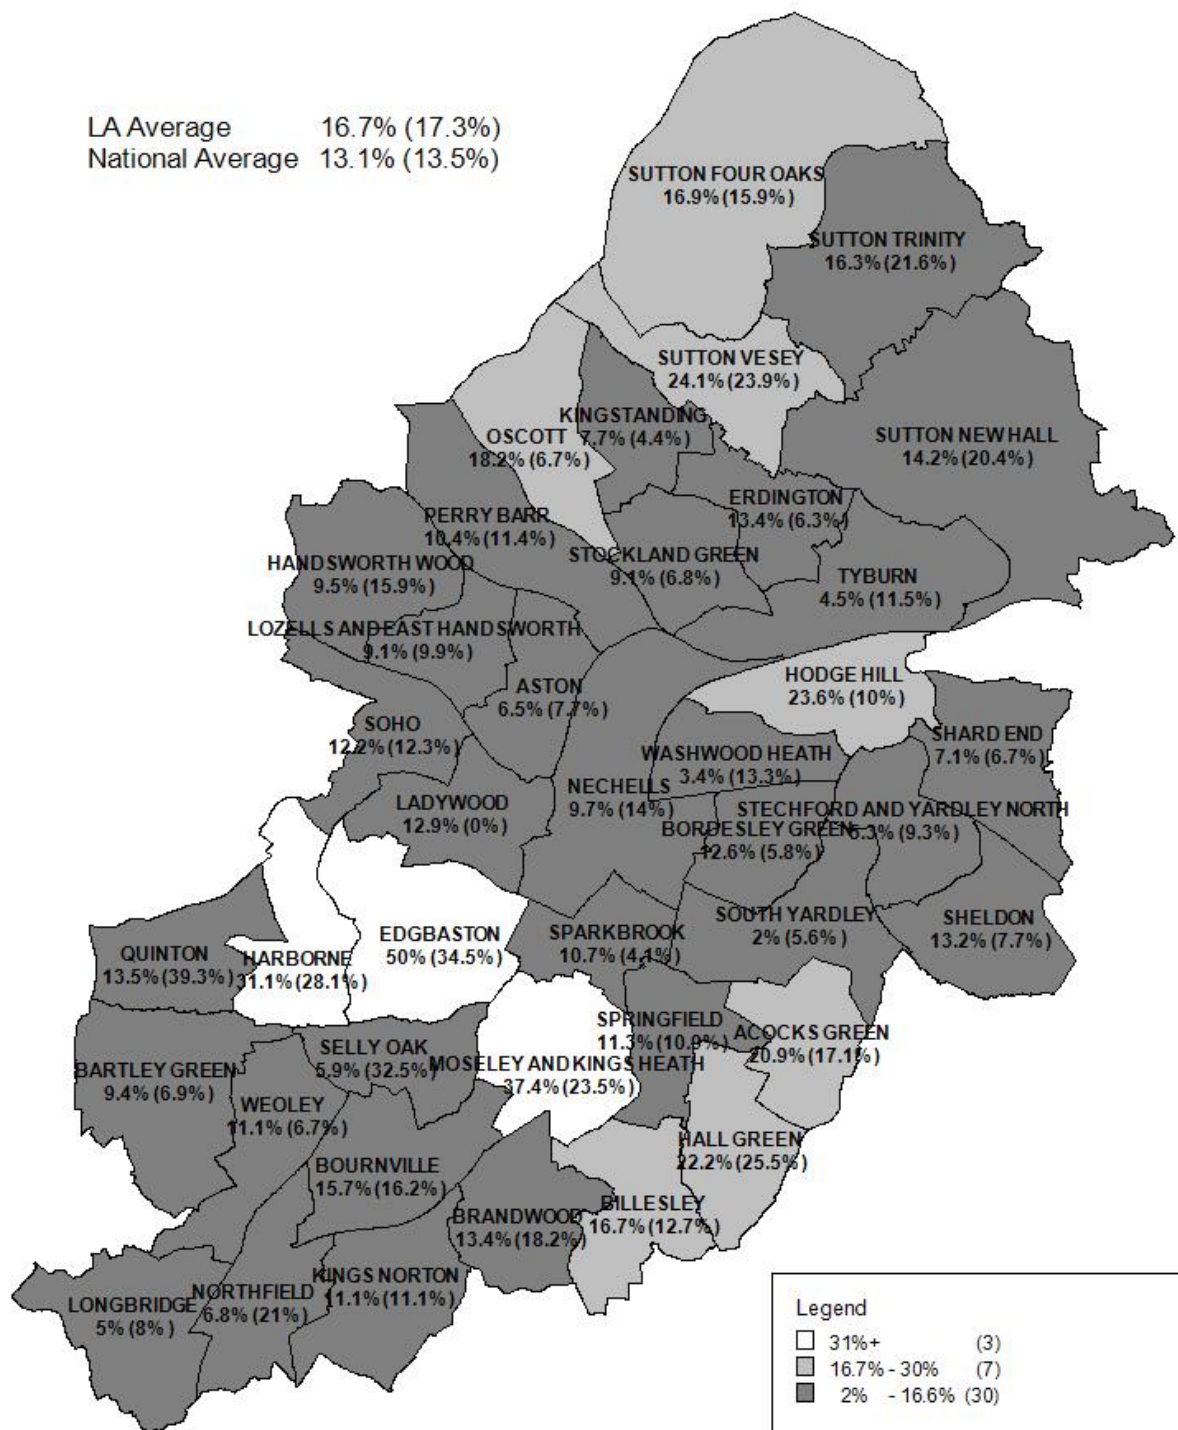 LA Average 16.7% (17.3%)
National Average 13.1% (13.5%)
SUTTON FOUR OAKS
16.9% (15.9%)
SUTTON TRINITY
16.3% (21.6%)
SUTTON VESEY
24.1% (23.9%)
KINGSTANDING
7.7% (4.4%)
OSCOTT
18.2% (6.7%)
SUTTON NEW HALL
14.2% (20.4%)
ERDINGTON
13.4% (6.3%)
PERRY BARR
10.4% (11.4%)
STOCKLAND GREEN
9.1% (6.8%)
HANDSWORTH WOOD
9.5% (15.9%)
TYBURN
4.5% (11.5%)
LOZELLS AND EAST HANDSWORTH
9.1% (9.9%)
HODGE HILL
23.6% (10%)
ASTON
6.5% (7.7%)
SOHO
12.2% (12.3%)
SHARD END
7.1% (6.7%)
WASHWOOD HEATH
3.4% (13.3%)
NECHELLS
9.7% (14%)
LADYWOOD
12.9% (0%)
STECHFORD AND YARDLEY NORTH
5.3% (9.3%)
BORDESLEY GREEN
12.6% (5.8%)
SOUTH YARDLEY
2% (5.6%)
SHELDON
13.2% (7.7%)
EDGBASTON
50% (34.5%)
SPARKBROOK
10.7% (4.1%)
QUINTON
13.5% (39.3%)
HARBORNE
31.1% (28.1%)
SPRINGFIELD
11.3% (10.9%)
ACOCKS GREEN
20.9% (17.1%)
SELLY OAK
5.9% (32.5%)
MOSELEY AND KINGS HEATH
37.4% (23.5%)
BARTLEY GREEN
9.4% (6.9%)
WEOLEY
11.1% (6.7%)
HALL GREEN
22.2% (25.5%)
BOURNVILLE
15.7% (16.2%)
BILLESLEY
16.7% (12.7%)
BRANDWOOD
13.4% (18.2%)
KINGS NORTON
11.1% (11.1%)
NORTHFIELD
6.8% (21%)
LONGBRIDGE
5% (8% )
Legend
31%+ (3)
16.7% - 30% (7)
2% - 16.6% (30)